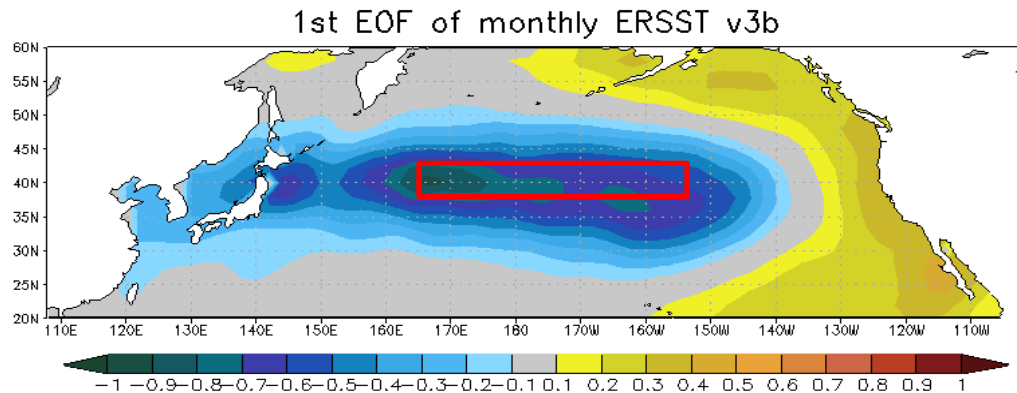 1st EOF of monthly ERSST v3b
60N
55N
50N
45N
40N
35N
30N
25N
20N
110E 120E 130E 140E 150E 160E 170E 180 170W 160W 150W 140W 130W 120W 110W
-1 -0.9 -0.8 -0.7 -0.6 -0.5 -0.4 -0.3 -0.2 -0.1 0.1 0.2 0.3 0.4 0.5 0.6 0.7 0.8 0.9 1